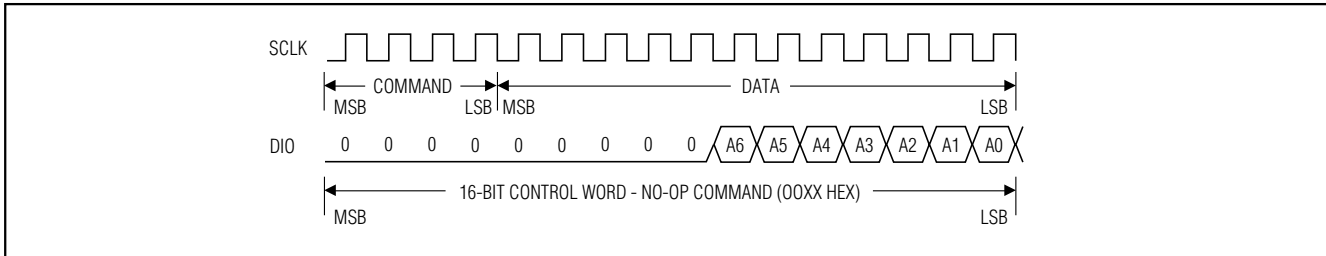 SCLK
COMMAND DATA
MSB LSB MSB LSB
DIO 0 0 0 0 0 0 0 0 0 A6 A5 A4 A3 A2 A1 A0
16-BIT CONTROL WORD - NO-OP COMMAND (OOXX HEX)
MSB LSB